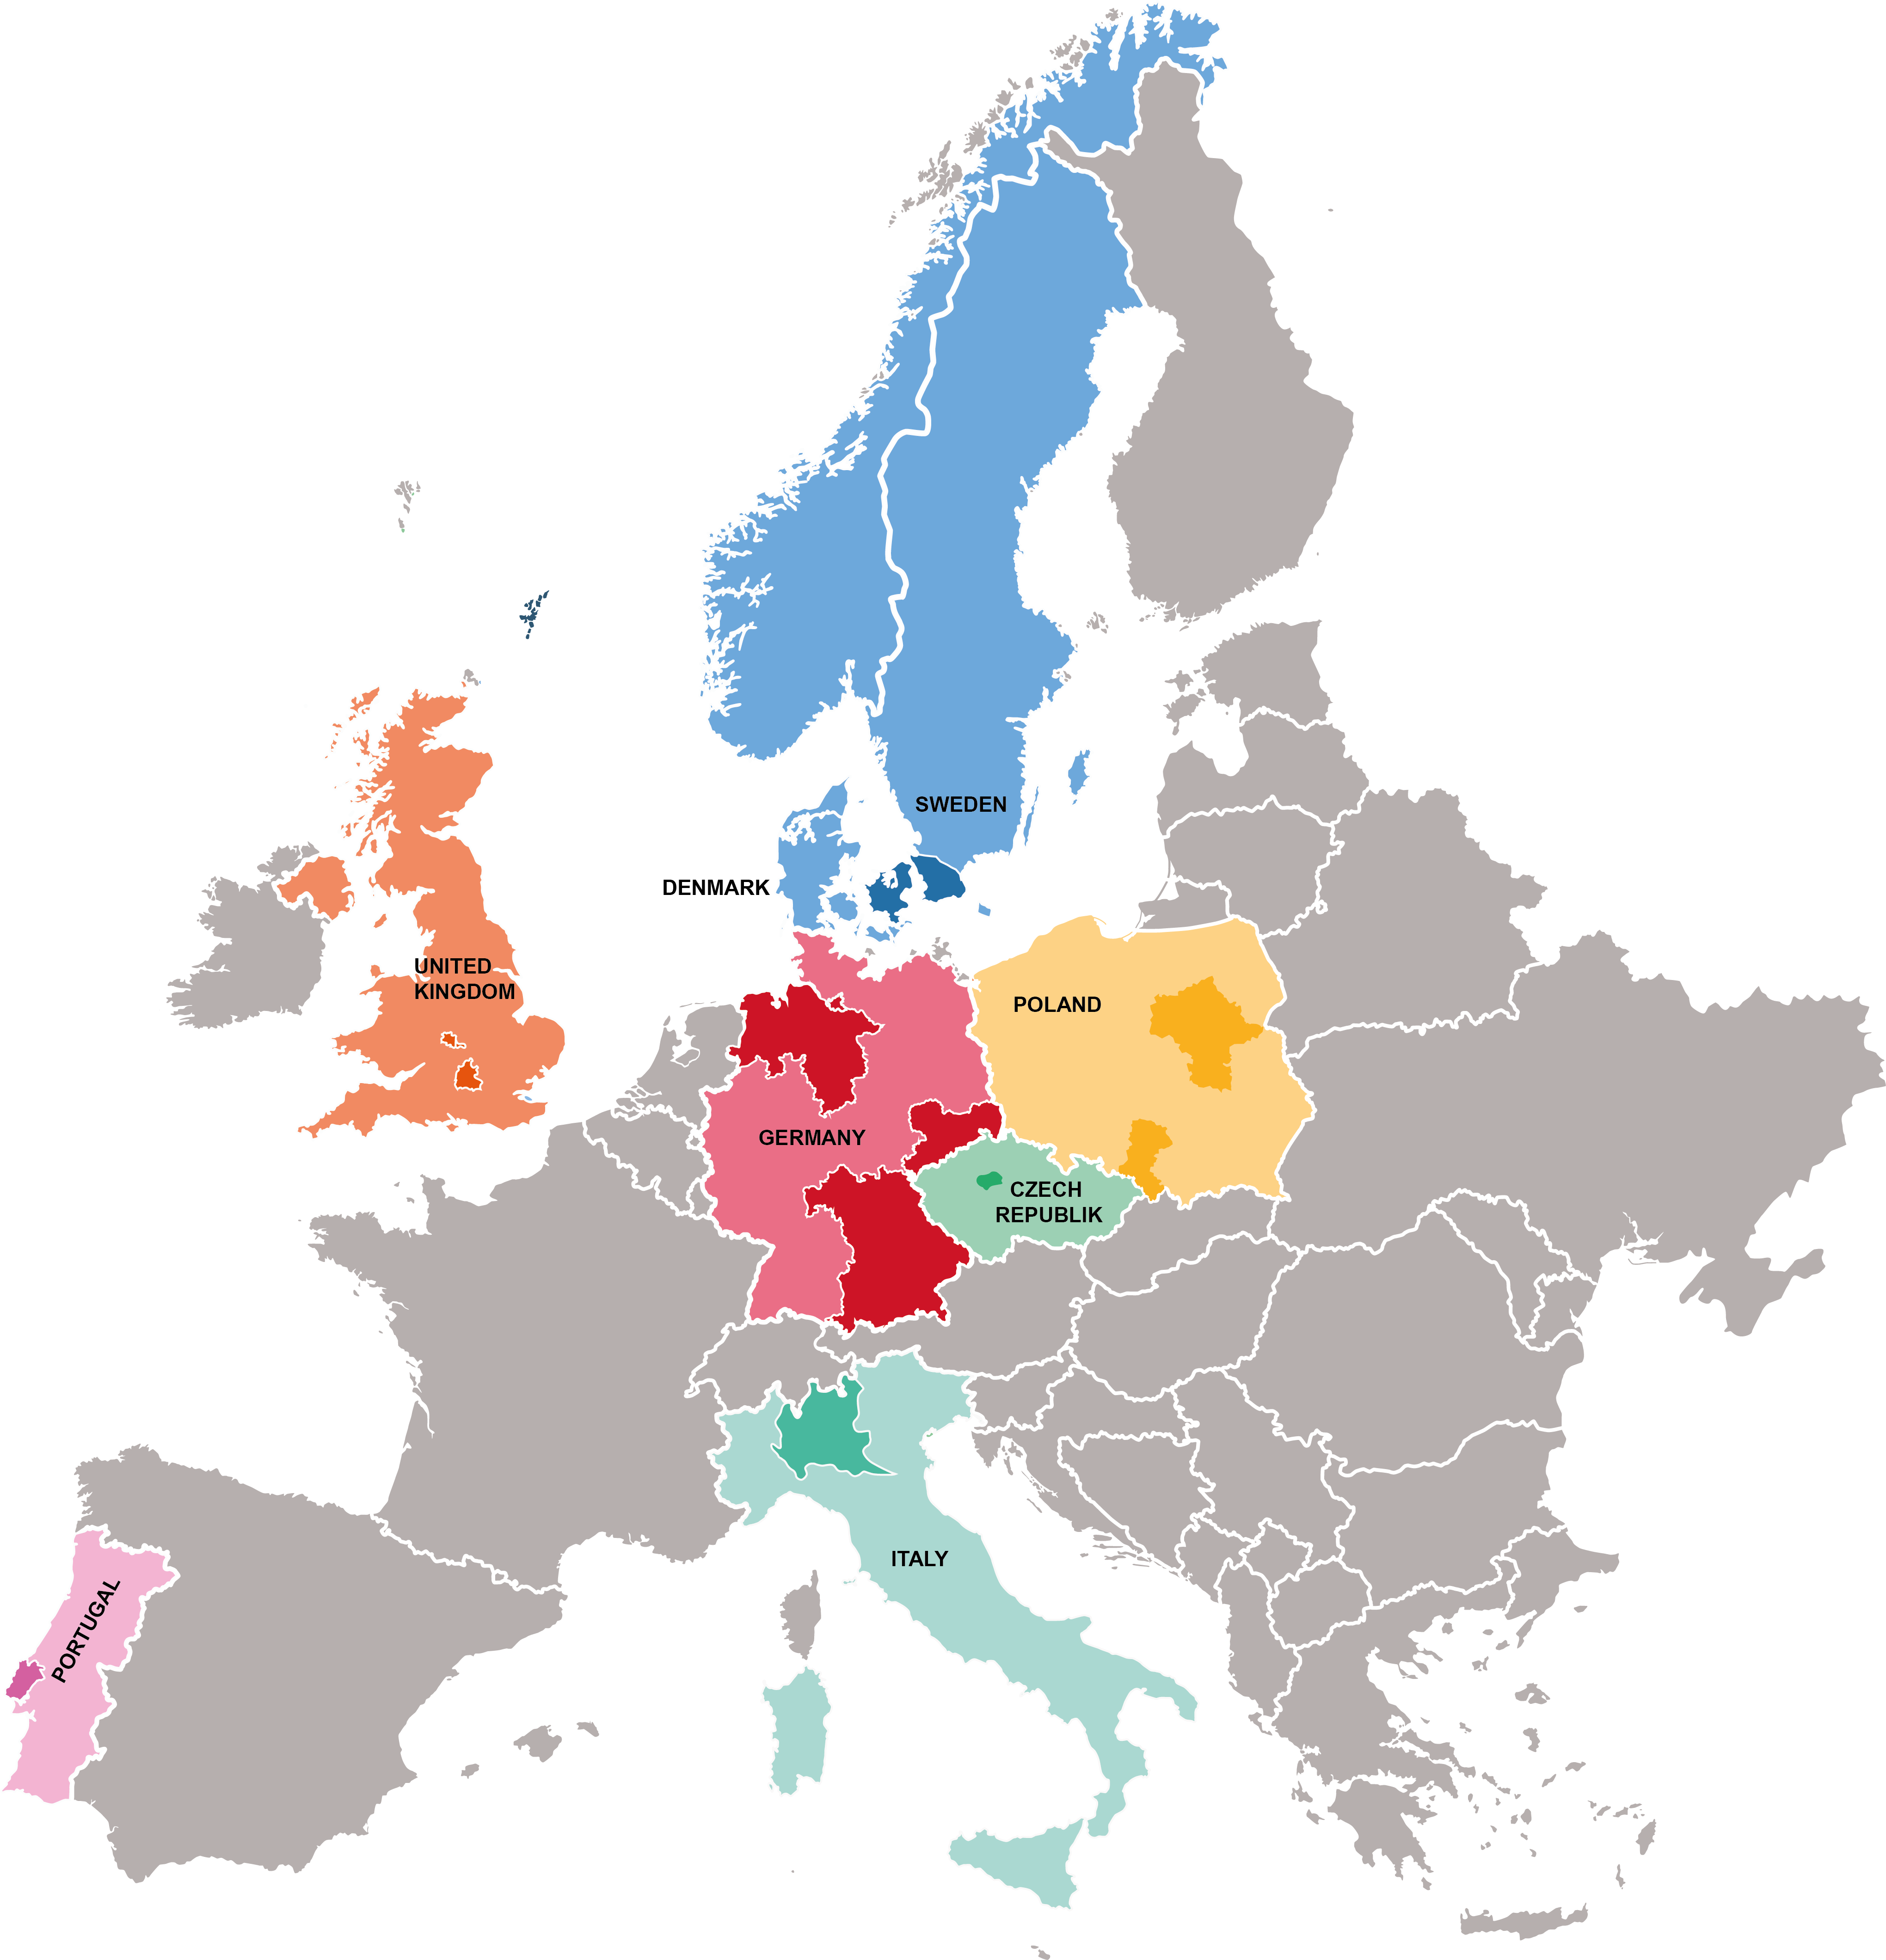 SWEDEN
DENMARK
UNITED
KINGDOM
POLAND
GERMANY
CZECH
REPUBLIK
ITALY
PORTUGAL